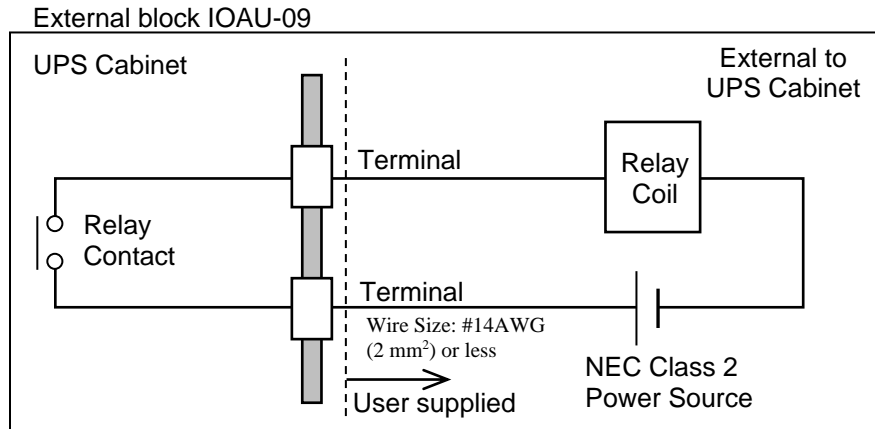 External block IOAU-09
UPS Cabinet
External to
UPS Cabinet
Terminal
Relay
Coil
Relay
Contact
Terminal
Wire Size: #14AWG
(2 mm²) or less
NEC Class 2
Power Source
User supplied